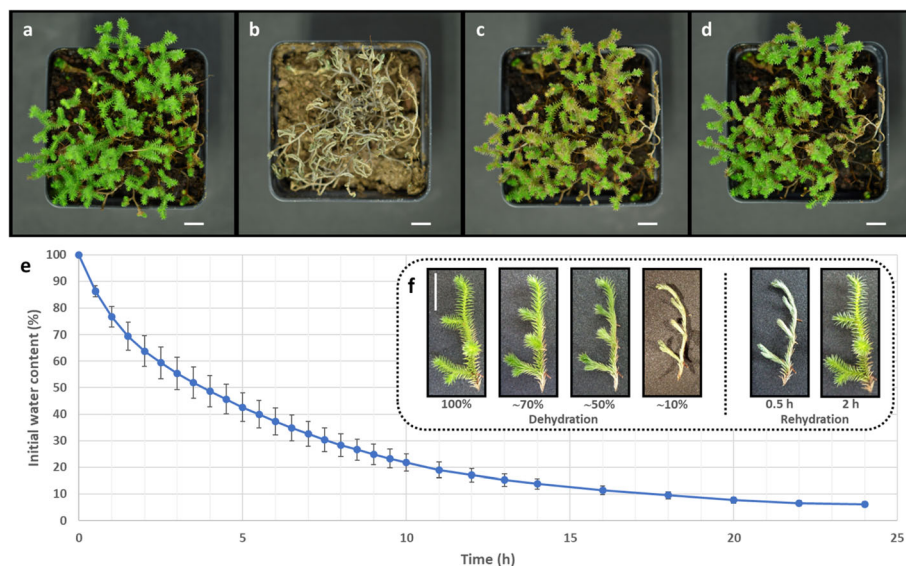 a
b
c
d
e
f
100
90
80
70
60
50
40
30
20
10
0
Initial water content (%)
0
5
10
15
20
25
Time (h)
100%
~70%
~50%
~10%
Dehydration
0.5 h
2 h
Rehydration